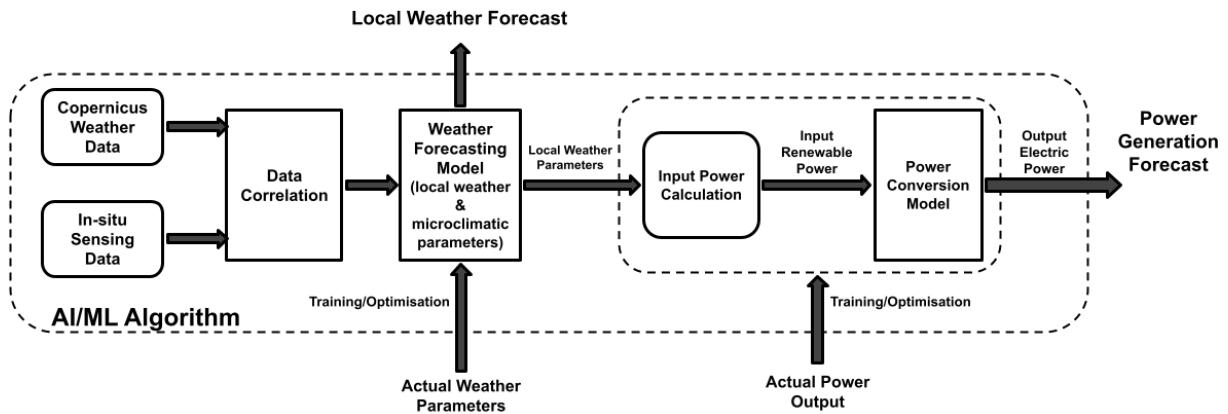 Local Weather Forecast
Copernicus
Weather
Data
In-situ
Sensing
Data
Data
Correlation
Weather
Forecasting
Model
(local weather
&
microclimatic
parameters)
Local Weather
Parameters
Input Power
Calculation
Input
Renewable
Power
Power
Conversion
Model
Output
Electric
Power
Power
Generation
Forecast
AI/ML Algorithm
Training/Optimisation
Training/Optimisation
Actual Weather
Parameters
Actual Power
Output